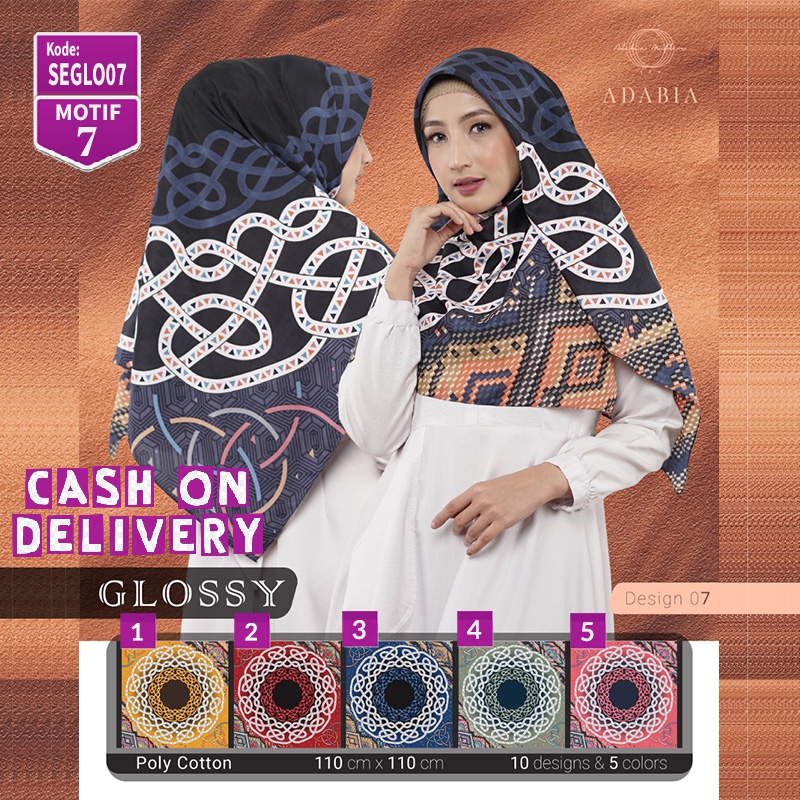 Kode:
SEGLO07
MOTIF
7
ADABIA
CASH ON
DELIVERY
GLOSSY
Design 07
1 2 3 4 5
Poly Cotton 110 cm x 110 cm 10 designs & 5 colors